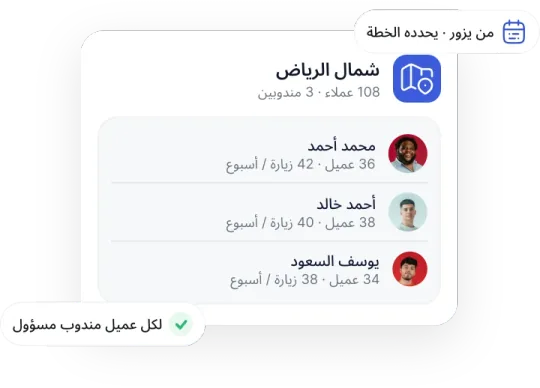 من يزور · يحدده الخطة
شمال الرياض
108 عملاء · 3 مندوبين
محمد أحمد
36 عميل · 42 زيارة / أسبوع
أحمد خالد
38 عميل · 40 زيارة / أسبوع
يوسف السعود
34 عميل · 38 زيارة / أسبوع
لكل عميل مندوب مسؤول